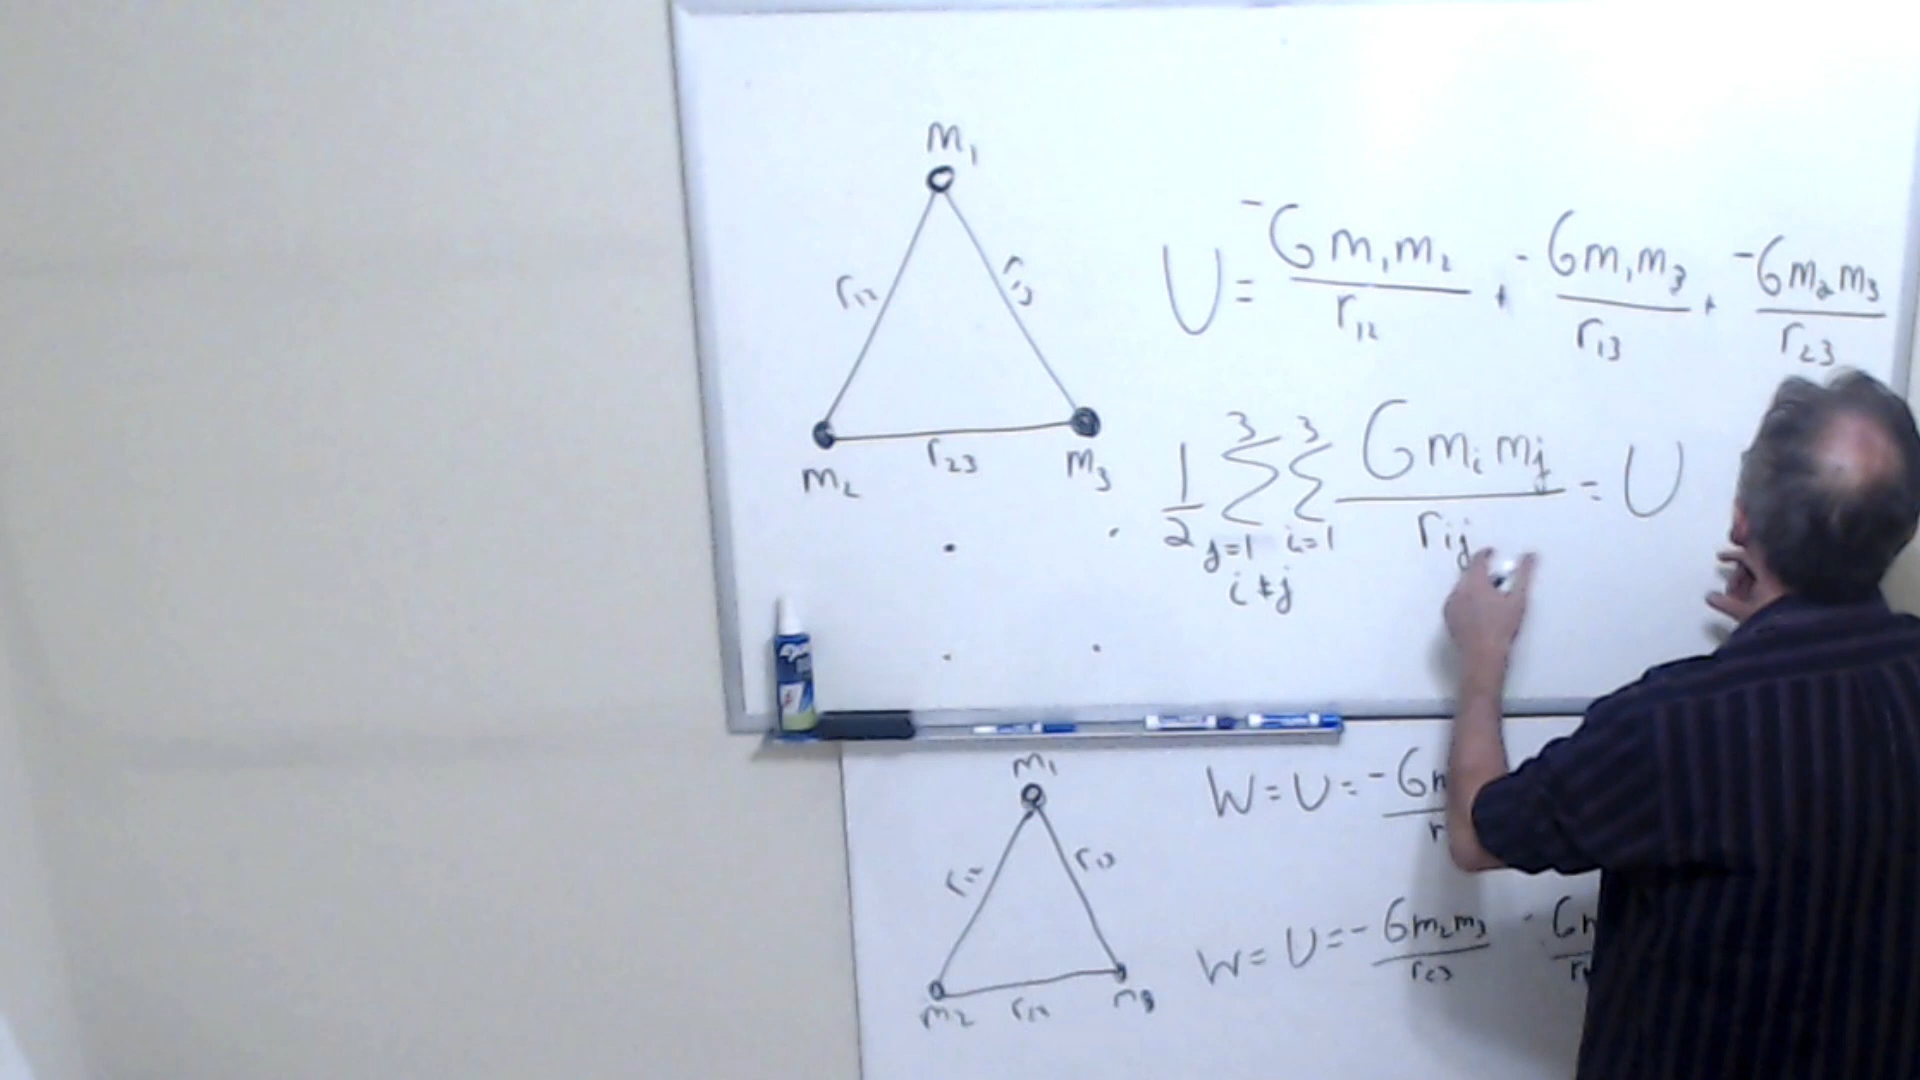 m₁
r₁₂
r₁₃
m₂
r₂₃
m₃
U = -Gm₁m₂/r₁₂ + -Gm₁m₃/r₁₃ + -Gm₂m₃/r₂₃
1/2 Σ_{j=1}^{3} Σ_{i=1}^{3} Gmᵢmⱼ/rᵢⱼ = U
i≠j
m₁
r₁₂
r₁₃
m₂
m₃
W = U = -G
W = U = - Gm₂m₃/r₂₃ - G